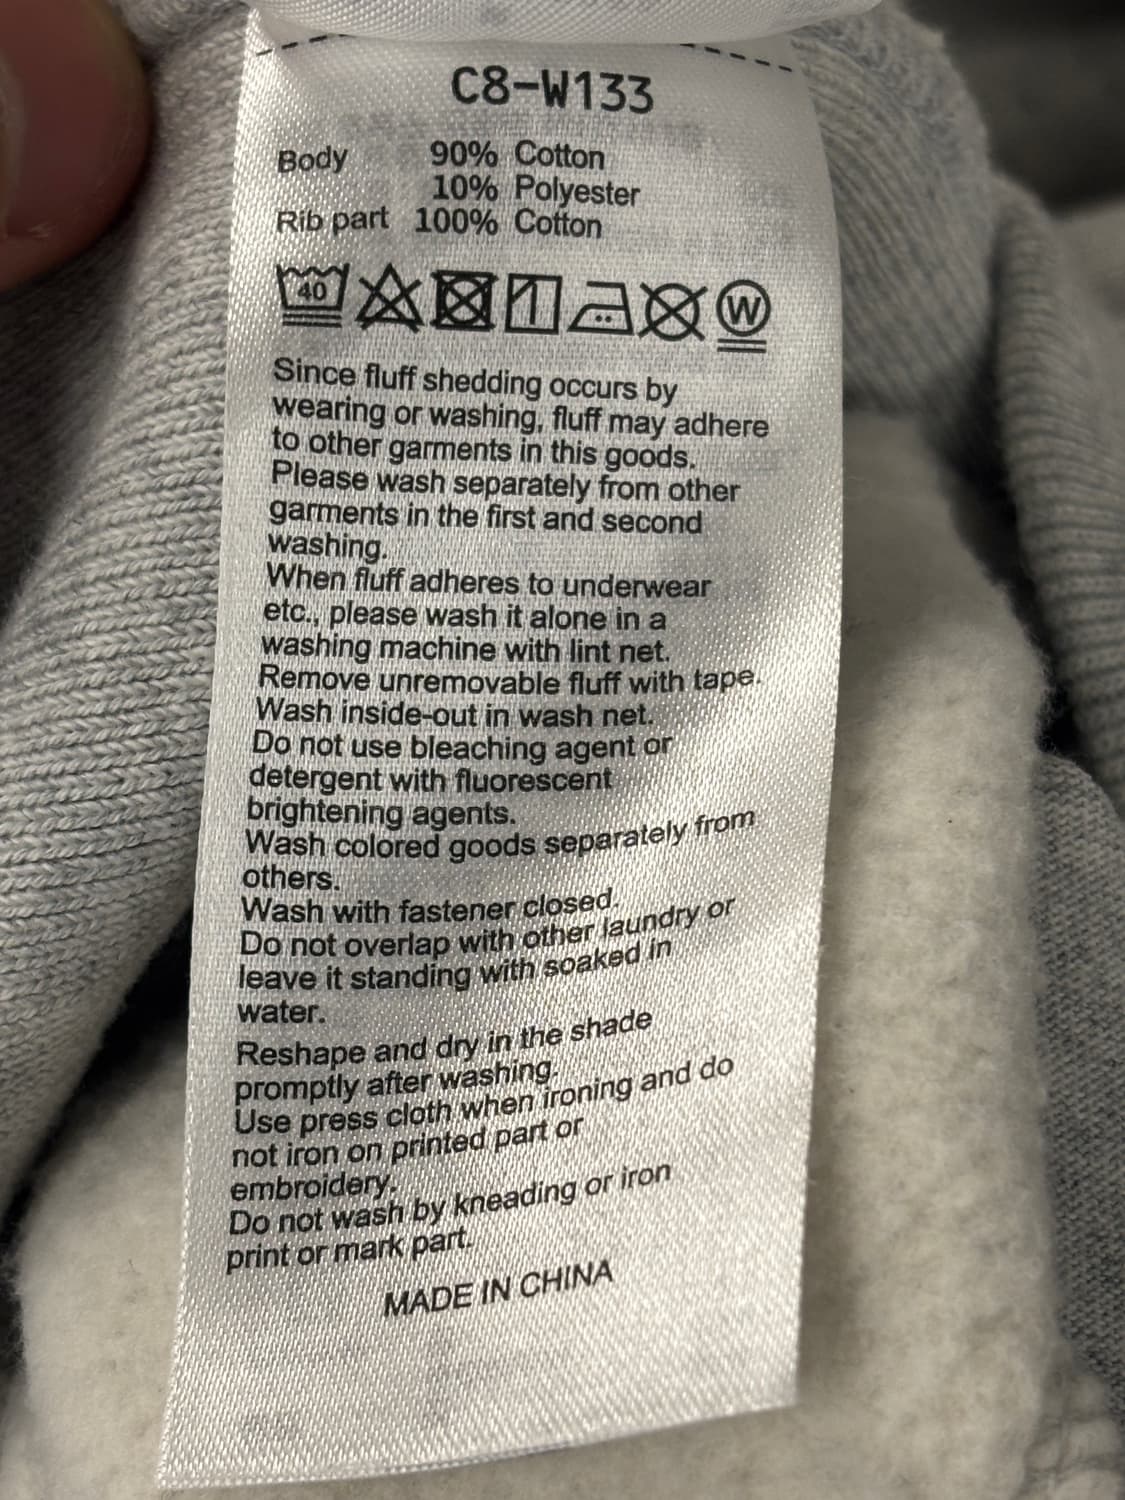 C8-W133
Body 90% Cotton
10% Polyester
Rib part 100% Cotton
40 W
Since fluff shedding occurs by
wearing or washing, fluff may adhere
to other garments in this goods.
Please wash separately from other
garments in the first and second
washing.
When fluff adheres to underwear
etc., please wash it alone in a
washing machine with lint net.
Remove unremovable fluff with tape.
Wash inside-out in wash net.
Do not use bleaching agent or
detergent with fluorescent
brightening agents.
Wash colored goods separately from
others.
Wash with fastener closed.
Do not overlap with other laundry or
leave it standing with soaked in
water.
Reshape and dry in the shade
promptly after washing.
Use press cloth when ironing and do
not iron on printed part or
embroidery.
Do not wash by kneading or iron
print or mark part.
MADE IN CHINA